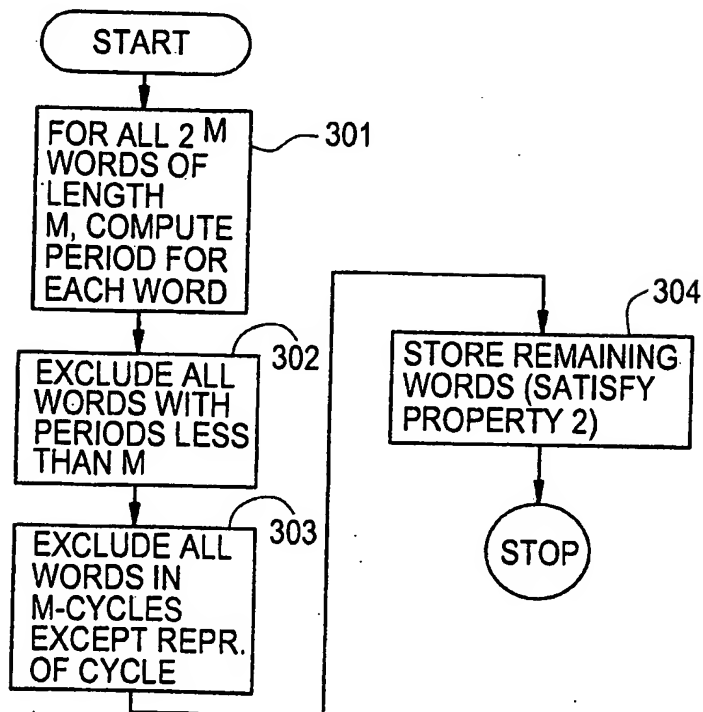 START
FOR ALL 2 M
WORDS OF
LENGTH
M, COMPUTE
PERIOD FOR
EACH WORD
301
EXCLUDE ALL
WORDS WITH
PERIODS LESS
THAN M
302
EXCLUDE ALL
WORDS IN
M-CYCLES
EXCEPT REPR.
OF CYCLE
303
STORE REMAINING
WORDS (SATISFY
PROPERTY 2)
304
STOP